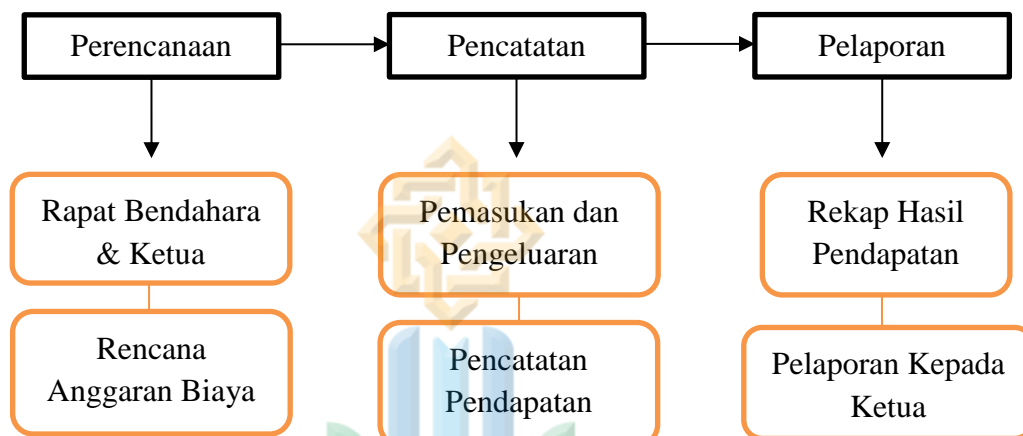 Perencanaan
Pencatatan
Pelaporan
Rapat Bendahara
& Ketua
Pemasukan dan
Pengeluaran
Rekap Hasil
Pendapatan
Rencana
Anggaran Biaya
Pencatatan
Pendapatan
Pelaporan Kepada
Ketua